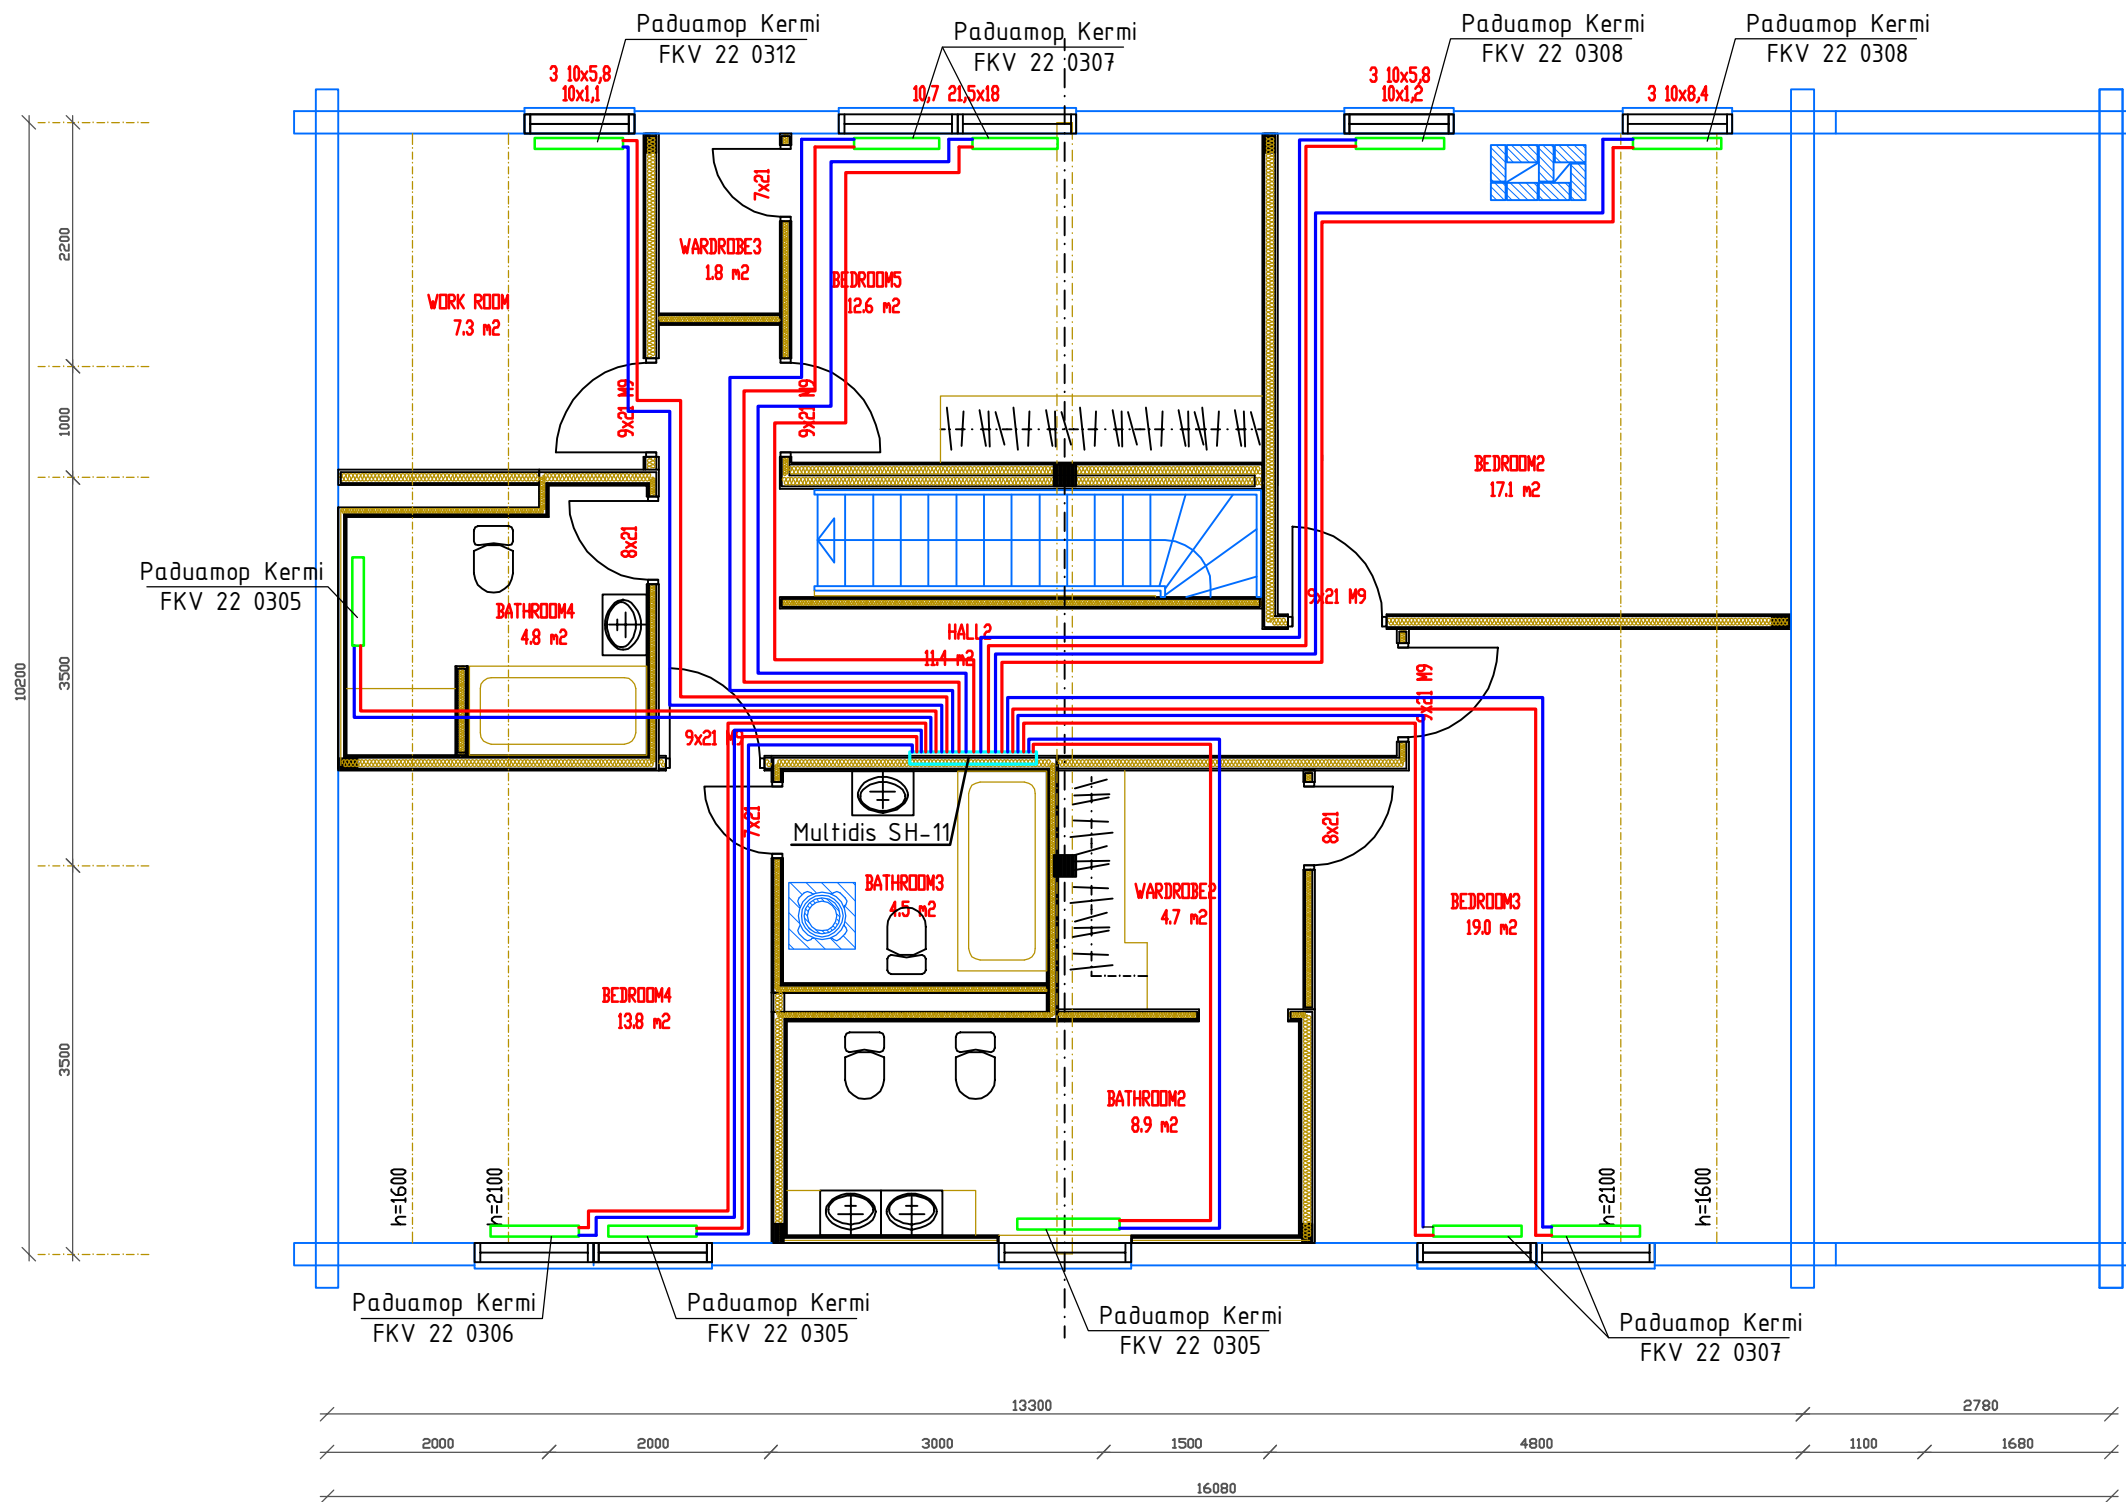 Радиатор Kermi
FKV 22 0312
Радиатор Kermi
FKV 22 0307
Радиатор Kermi
FKV 22 0308
Радиатор Kermi
FKV 22 0308
3 10x5,8
10x1,1
10,7 21,5x18
3 10x5,8
10x1,2
3 10x8,4
7x21
WARDROBE3
1.8 m2
BEDROOM5
12.6 m2
WORK ROOM
7.3 m2
2200
1000
3500
3500
10200
9x21 M9
9x21 M9
BEDROOM2
17.1 m2
8x21
Радиатор Kermi
FKV 22 0305
BATHROOM4
4.8 m2
9x21 M9
HALL2
11.4 m2
9x21 M9
9x21 M9
7x21
Multidis SH-11
8x21
BATHROOM3
4.5 m2
WARDROBE2
4.7 m2
BEDROOM3
19.0 m2
BEDROOM4
13.8 m2
BATHROOM2
8.9 m2
h=1600
h=2100
h=2100
h=1600
Радиатор Kermi
FKV 22 0306
Радиатор Kermi
FKV 22 0305
Радиатор Kermi
FKV 22 0305
Радиатор Kermi
FKV 22 0307
13300
2780
2000
2000
3000
1500
4800
1100
1680
16080